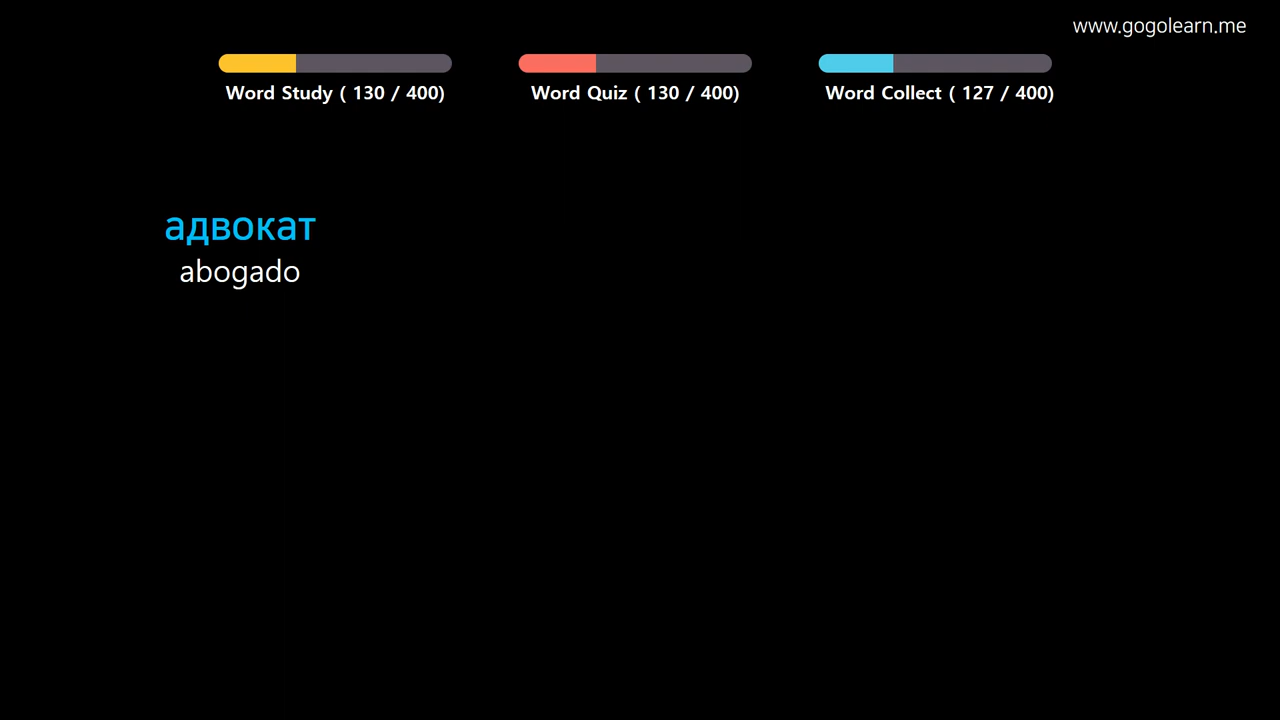 www.gogolearn.me
Word Study ( 130 / 400)
Word Quiz ( 130 / 400)
Word Collect ( 127 / 400)
адвокат
abogado